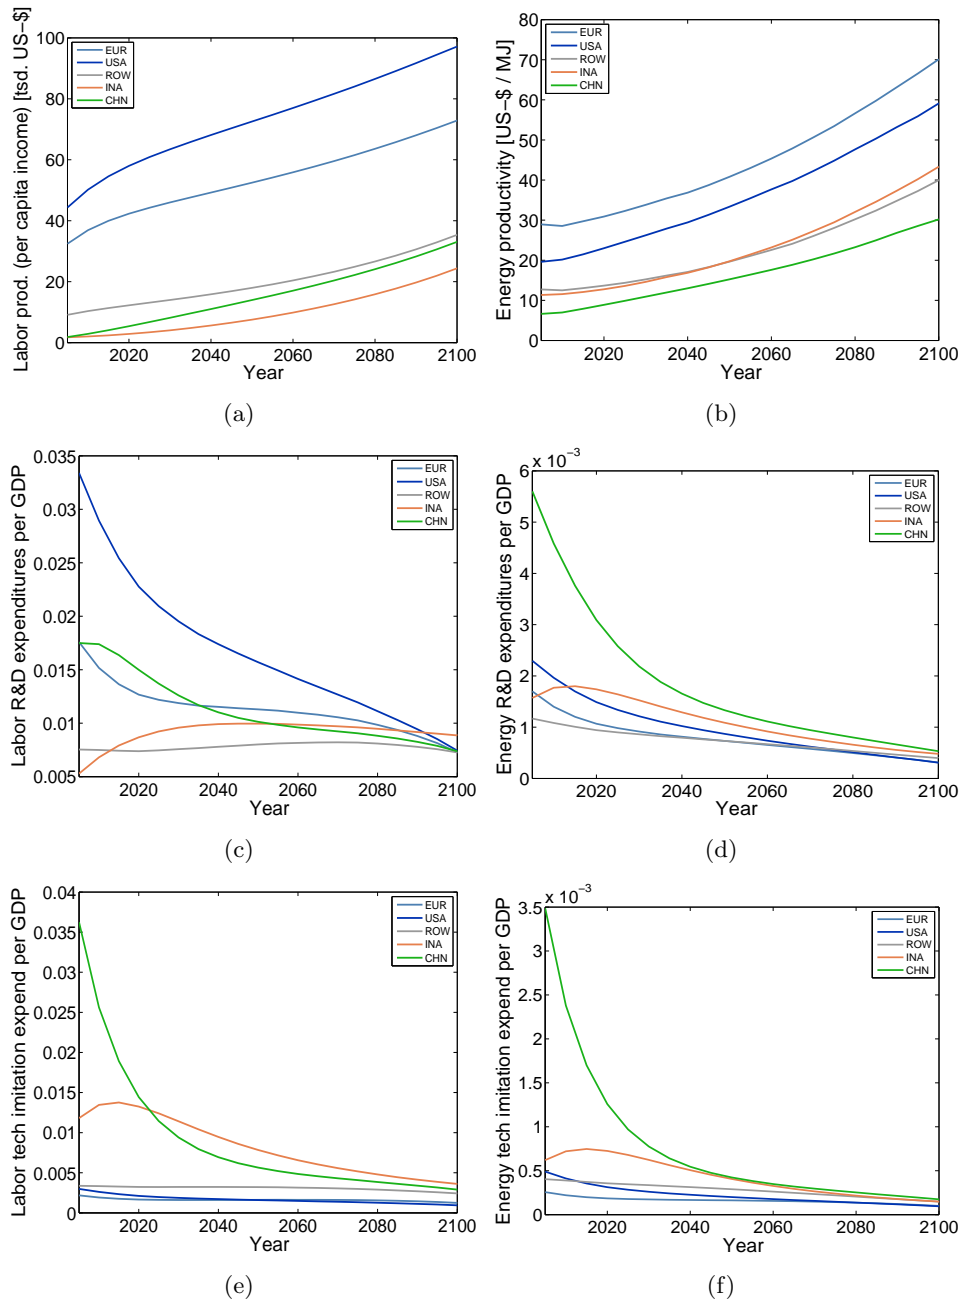 Labor prod. (per capita income) [tsd. US-$]
100
80
60
40
20
0
EUR
USA
ROW
INA
CHN
2020 2040 2060 2080 2100
Year
(a)
Energy productivity [US-$ / MJ]
80
70
60
50
40
30
20
10
0
EUR
USA
ROW
INA
CHN
2020 2040 2060 2080 2100
Year
(b)
Labor R&D expenditures per GDP
0.035
0.03
0.025
0.02
0.015
0.01
0.005
EUR
USA
ROW
INA
CHN
2020 2040 2060 2080 2100
Year
(c)
Energy R&D expenditures per GDP
x 10⁻³
6
5
4
3
2
1
0
EUR
USA
ROW
INA
CHN
2020 2040 2060 2080 2100
Year
(d)
Labor tech imitation expend per GDP
0.04
0.035
0.03
0.025
0.02
0.015
0.01
0.005
0
EUR
USA
ROW
INA
CHN
2020 2040 2060 2080 2100
Year
(e)
Energy tech imitation expend per GDP
x 10⁻³
3.5
3
2.5
2
1.5
1
0.5
0
EUR
USA
ROW
INA
CHN
2020 2040 2060 2080 2100
Year
(f)